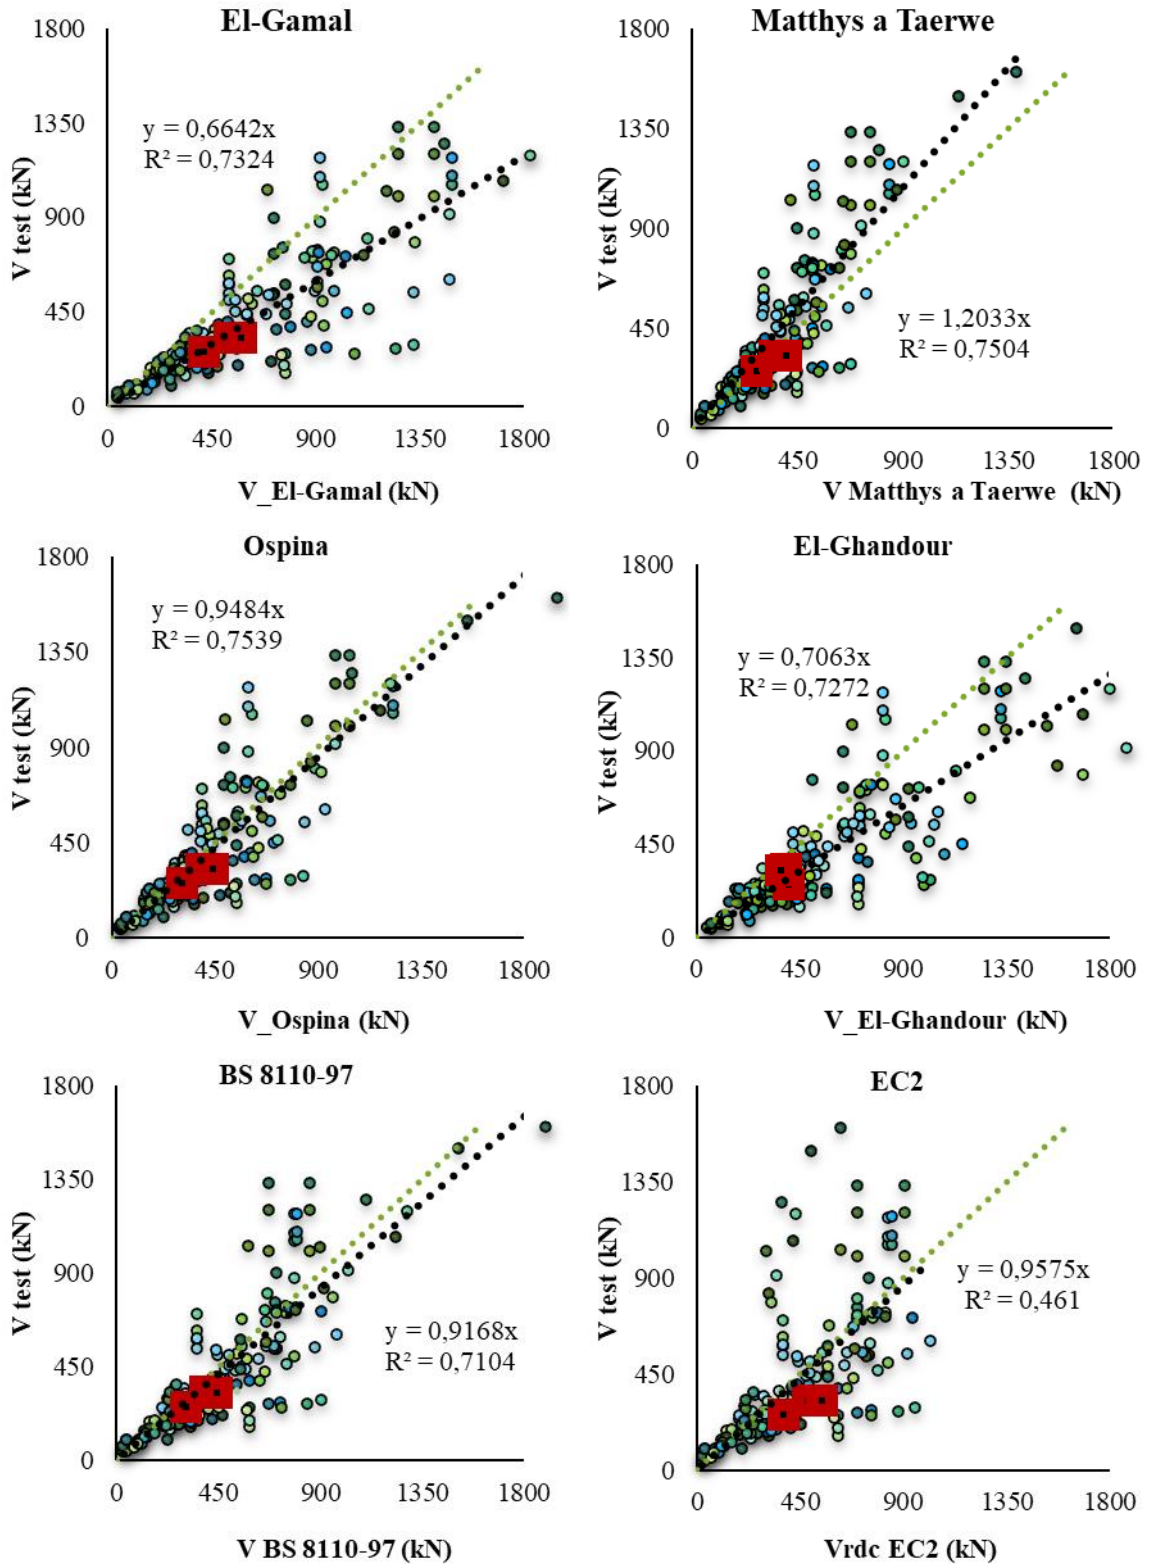 El-Gamal
1800
1350
900
450
0
V test (kN)
y = 0,6642x
R² = 0,7324
0 450 900 1350 1800
V_El-Gamal (kN)
Matthys a Taerwe
1800
1350
900
450
0
V test (kN)
y = 1,2033x
R² = 0,7504
0 450 900 1350 1800
V Matthys a Taerwe (kN)
Ospina
1800
1350
900
450
0
V test (kN)
y = 0,9484x
R² = 0,7539
0 450 900 1350 1800
V_Ospina (kN)
El-Ghandour
1800
1350
900
450
0
V test (kN)
y = 0,7063x
R² = 0,7272
0 450 900 1350 1800
V_El-Ghandour (kN)
BS 8110-97
1800
1350
900
450
0
V test (kN)
y = 0,9168x
R² = 0,7104
0 450 900 1350 1800
V BS 8110-97 (kN)
EC2
1800
1350
900
450
0
V test (kN)
y = 0,9575x
R² = 0,461
0 450 900 1350 1800
Vrdc EC2 (kN)